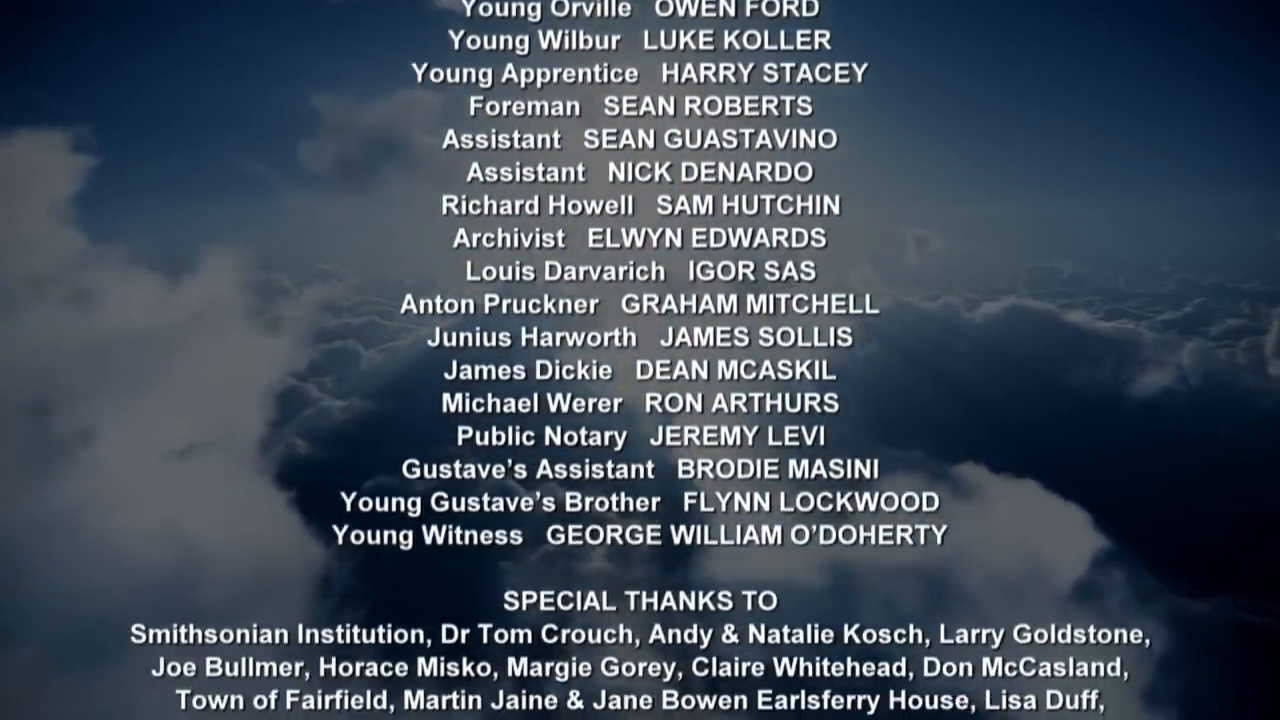 Young Orville OWEN FORD
Young Wilbur LUKE KOLLER
Young Apprentice HARRY STACEY
Foreman SEAN ROBERTS
Assistant SEAN GUASTAVINO
Assistant NICK DENARDO
Richard Howell SAM HUTCHIN
Archivist ELWYN EDWARDS
Louis Darvarich IGOR SAS
Anton Pruckner GRAHAM MITCHELL
Junius Harworth JAMES SOLLIS
James Dickie DEAN MCASKIL
Michael Werer RON ARTHURS
Public Notary JEREMY LEVI
Gustave’s Assistant BRODIE MASINI
Young Gustave’s Brother FLYNN LOCKWOOD
Young Witness GEORGE WILLIAM O’DOHERTY
SPECIAL THANKS TO
Smithsonian Institution, Dr Tom Crouch, Andy & Natalie Kosch, Larry Goldstone,
Joe Bullmer, Horace Misko, Margie Gorey, Claire Whitehead, Don McCasland,
Town of Fairfield, Martin Jaine & Jane Bowen Earlsferry House, Lisa Duff,